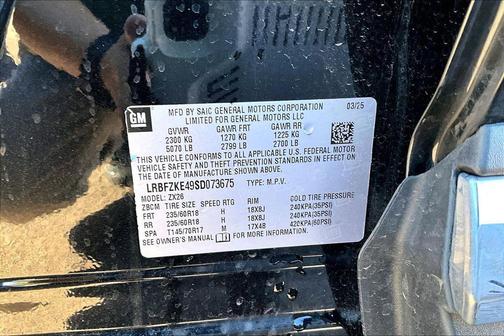 GM
MFD BY SAIC GENERAL MOTORS CORPORATION 03/25
LIMITED FOR GENERAL MOTORS LLC
GVWR GAWR FRT GAWR RR
2300 KG 1270 KG 1225 KG
5070 LB 2799 LB 2700 LB
THIS VEHICLE CONFORMS TO ALL APPLICABLE U.S. FEDERAL MOTOR
VEHICLE SAFETY AND THEFT PREVENTION STANDARDS IN EFFECT ON THE DATE OF
MANUFACTURE SHOWN ABOVE.
LRBFZKE49SD073675 TYPE: M.P.V.
MODEL: ZX26
2BCM TIRE SIZE SPEED RTG RIM COLD TIRE PRESSURE
FRT 235/60R18 H 18X8J 240KPA(35PSI)
RR 235/60R18 H 18X8J 240KPA(35PSI)
SPA T145/70R17 M 17X4B 420KPA(60PSI)
SEE OWNER'S MANUAL FOR MORE INFORMATION.